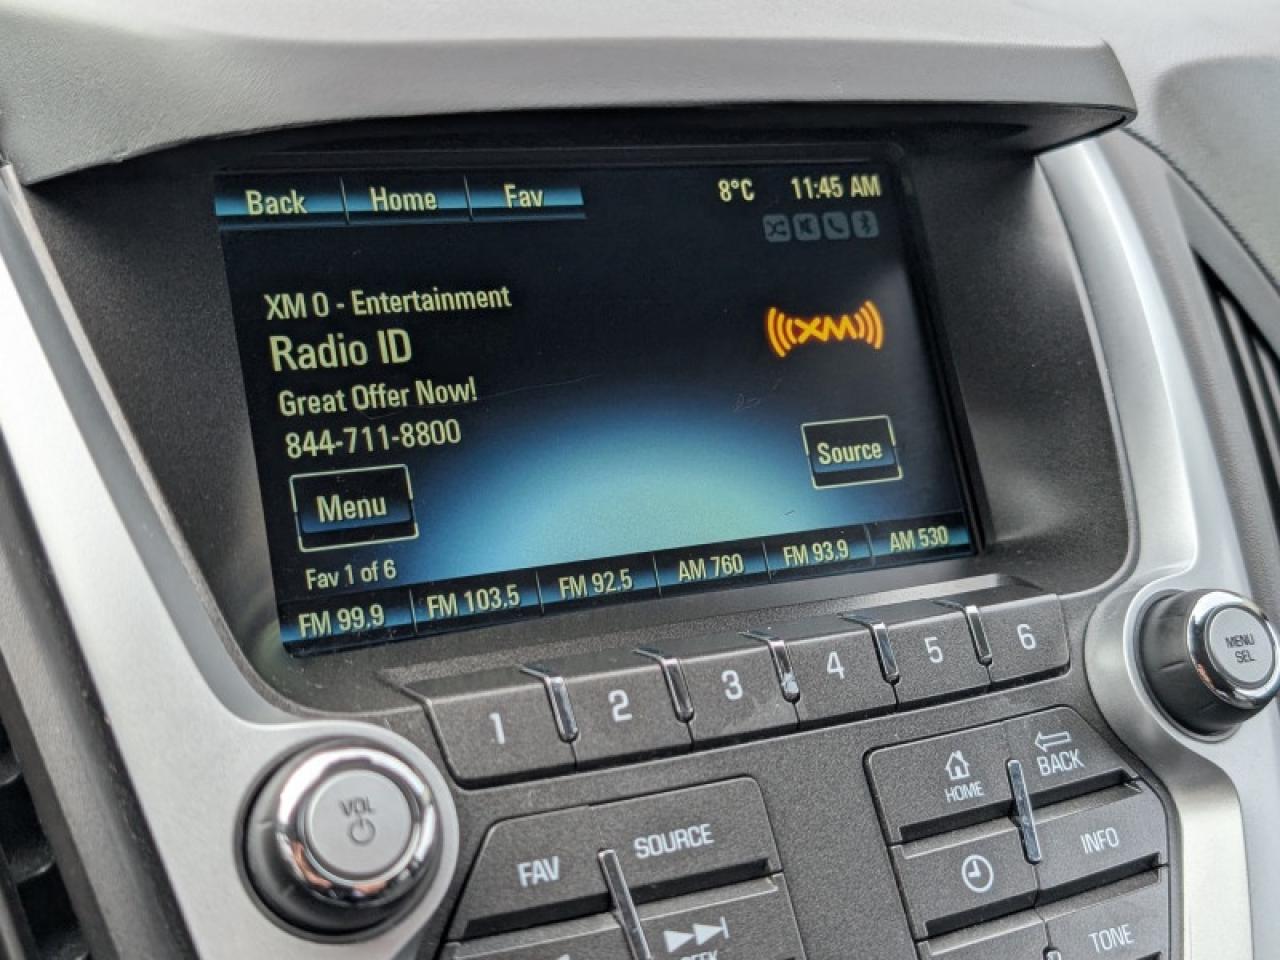 Back Home Fav 8°C 11:45 AM
XM 0 - Entertainment
Radio ID
Great Offer Now!
844-711-8800
XM
Menu Source
Fav 1 of 6
FM 99.9 FM 103.5 FM 92.5 AM 760 FM 93.9 AM 530
1 2 3 4 5 6
MENU
SEL
VOL
HOME BACK
FAV SOURCE
INFO
SEEK
TONE